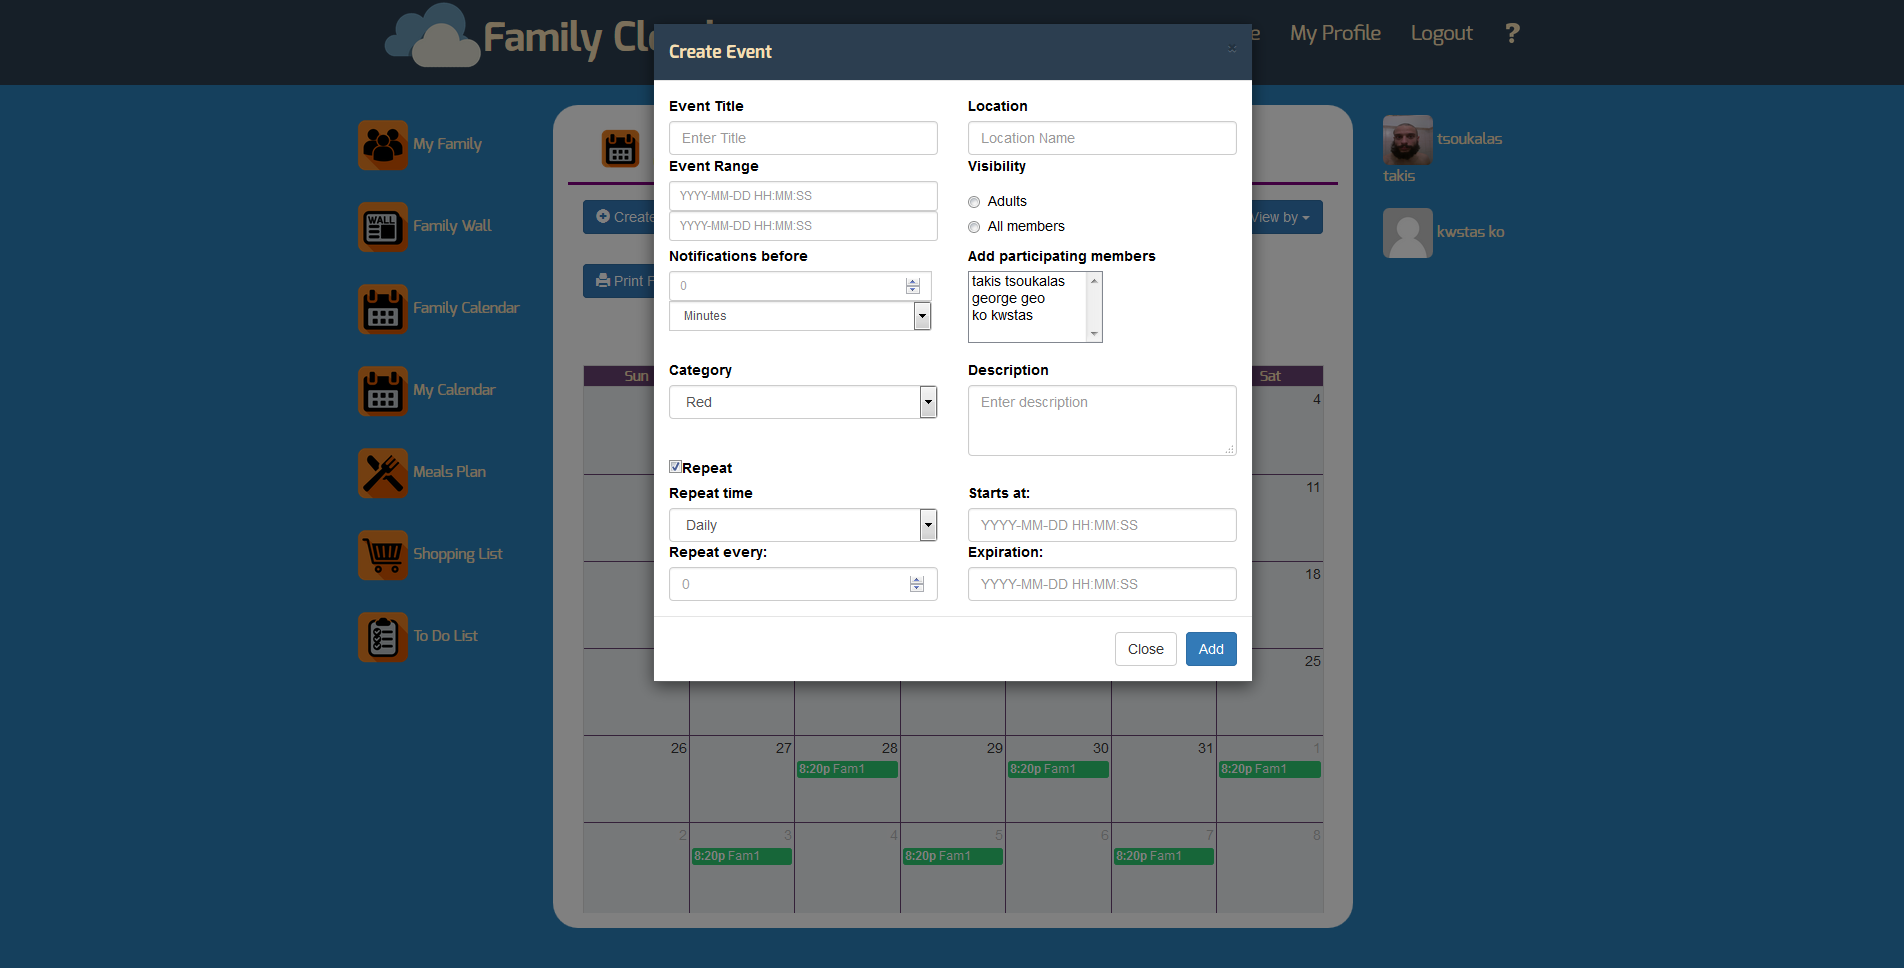 Family Cl
My Profile
Logout
?
Create Event
×
My Family
Family Wall
WALL
Family Calendar
My Calendar
Meals Plan
Shopping List
To Do List
Create
Print F
View by
Event Title
Enter Title
Location
Location Name
Event Range
YYYY-MM-DD HH:MM:SS
YYYY-MM-DD HH:MM:SS
Visibility
Adults
All members
Notifications before
0
Minutes
Add participating members
takis tsoukalas
george geo
ko kwstas
Category
Red
Description
Enter description
Repeat
Repeat time
Daily
Starts at:
YYYY-MM-DD HH:MM:SS
Repeat every:
0
Expiration:
YYYY-MM-DD HH:MM:SS
Close
Add
tsoukalas
takis
kwstas ko
Sun
Sat
4
11
18
25
26 27 28 29 30 31 1
8:20p Fam1 8:20p Fam1 8:20p Fam1
2 3 4 5 6 7 8
8:20p Fam1 8:20p Fam1 8:20p Fam1